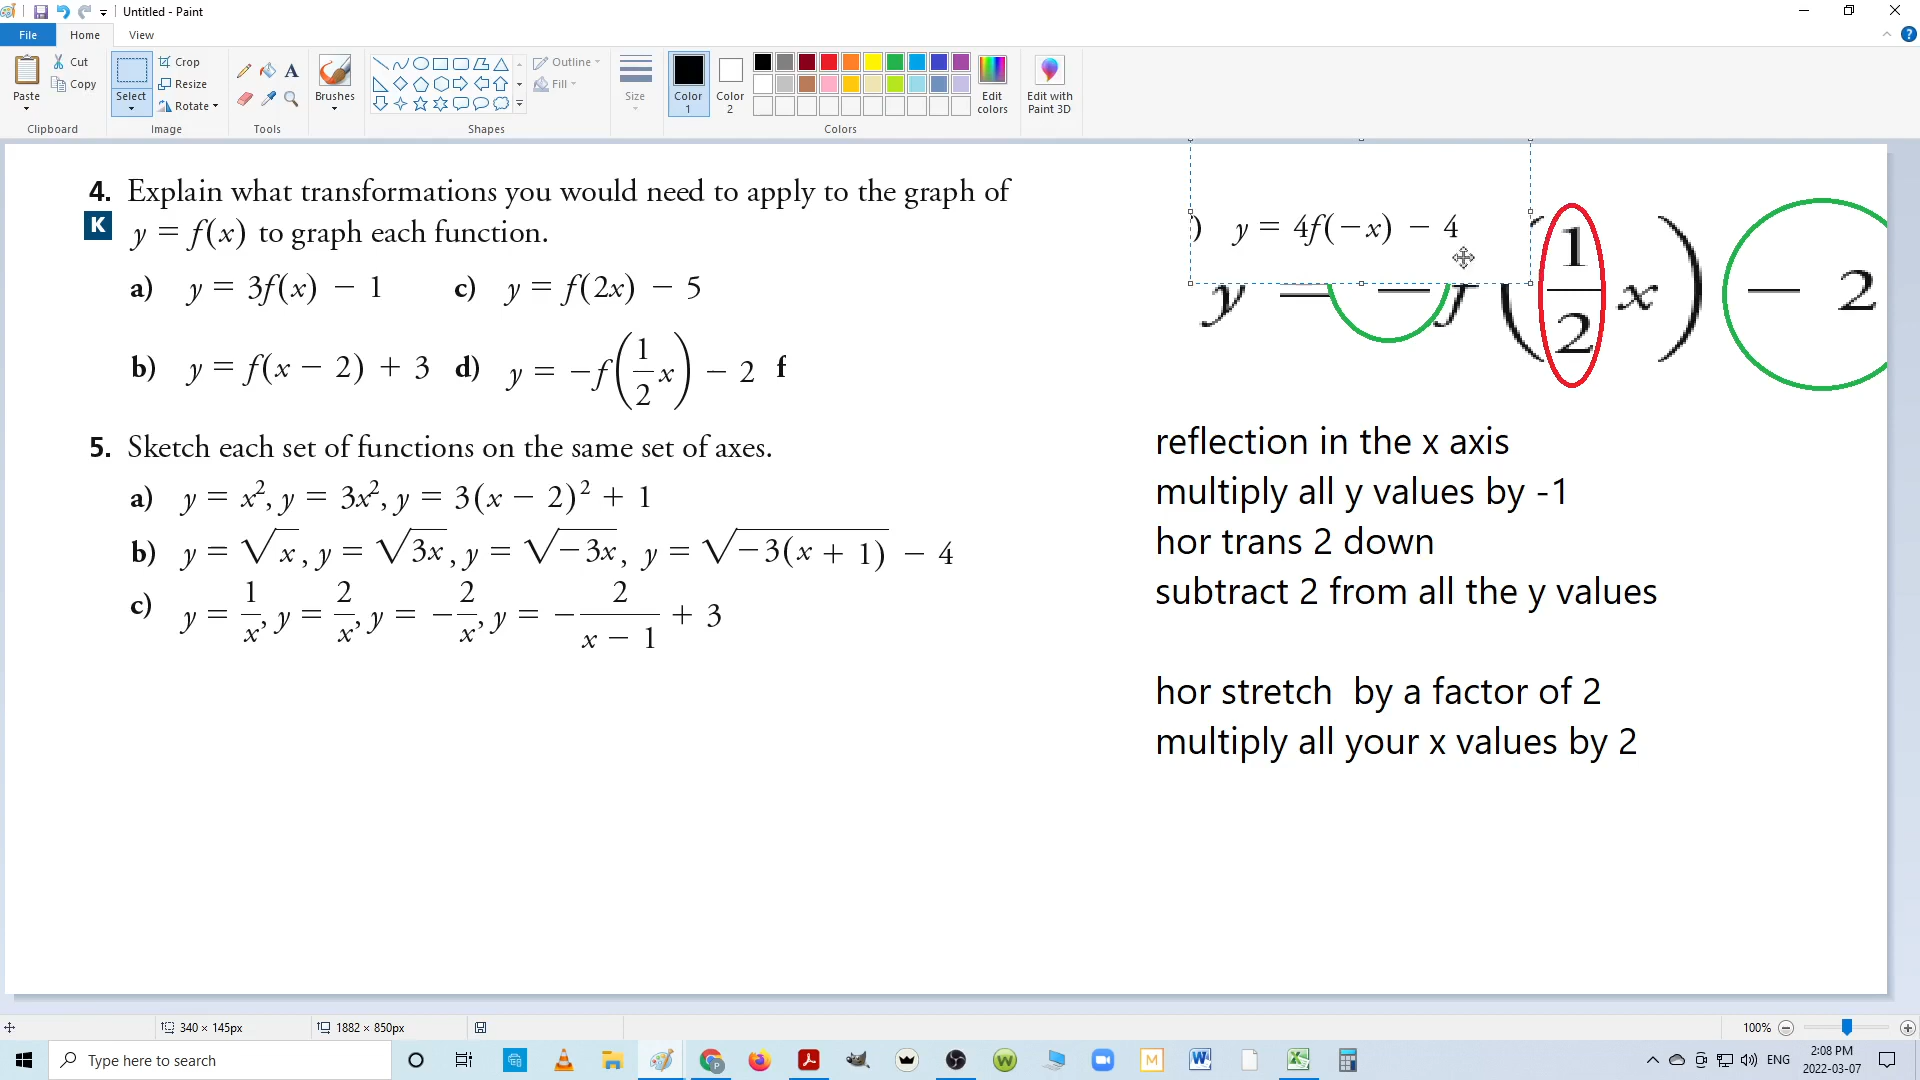 Untitled - Paint
File Home View
Paste
Cut
Copy
Clipboard
Select
Crop
Resize
Rotate
Image
Tools
Brushes
Shapes
Outline
Fill
Size
Color 1
Color 2
Colors
Edit colors
Edit with Paint 3D
4. Explain what transformations you would need to apply to the graph of
K y = f(x) to graph each function.
a) y = 3f(x) − 1 c) y = f(2x) − 5
b) y = f(x − 2) + 3 d) y = −f(1/2 x) − 2 f
5. Sketch each set of functions on the same set of axes.
a) y = x², y = 3x², y = 3(x − 2)² + 1
b) y = √x, y = √3x, y = √−3x, y = √−3(x + 1) − 4
c) y = 1/x, y = 2/x, y = −2/x, y = −2/(x − 1) + 3
) y = 4f(−x) − 4
y = −f(1/2 x) − 2
reflection in the x axis
multiply all y values by -1
hor trans 2 down
subtract 2 from all the y values
hor stretch by a factor of 2
multiply all your x values by 2
340 × 145px
1882 × 850px
100%
Type here to search
ENG
2:08 PM
2022-03-07